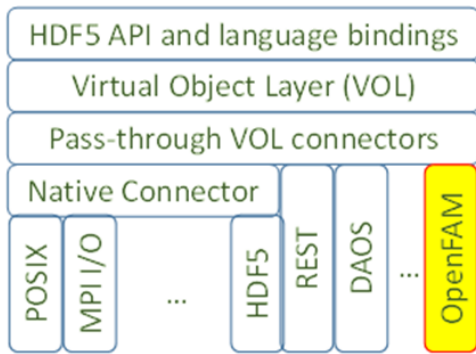 HDF5 API and language bindings
Virtual Object Layer (VOL)
Pass-through VOL connectors
Native Connector
POSIX
MPI I/O
...
HDF5
REST
DAOS
...
OpenFAM